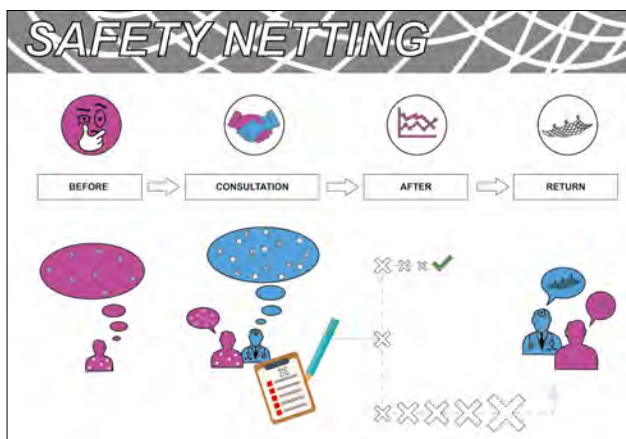 SAFETY NETTING
BEFORE
CONSULTATION
AFTER
RETURN